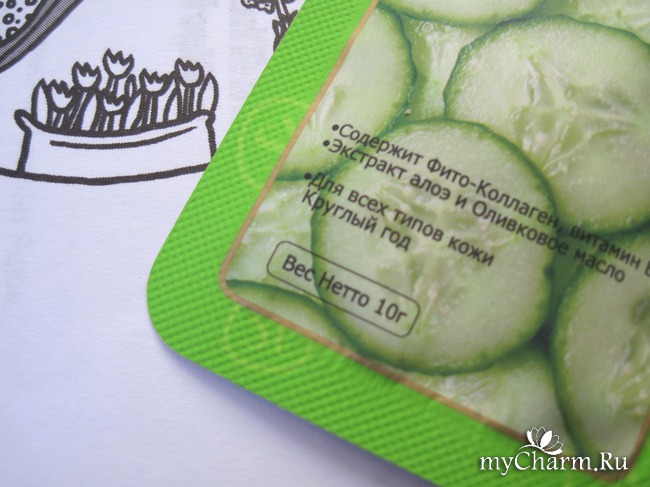 •Содержит Фито-Коллаген, витамин
•Экстракт алоэ и Оливковое масло
•Для всех типов кожи
Круглый год
Вес Нетто 10г
myCharm.Ru